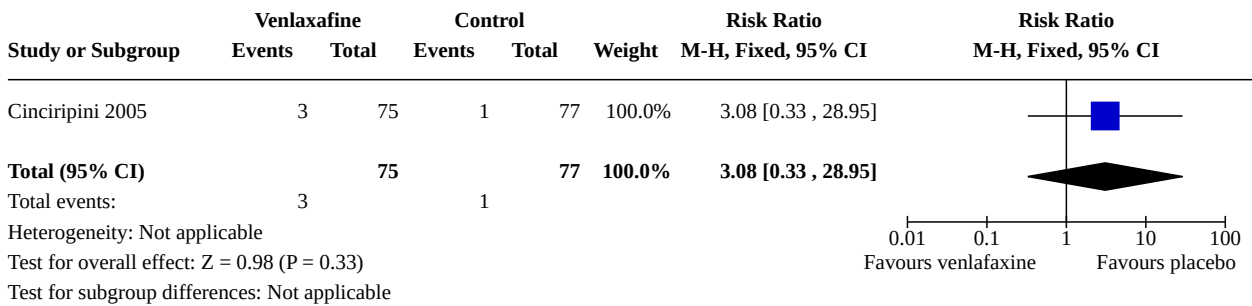 Venlaxafine Control Risk Ratio Risk Ratio
Study or Subgroup Events Total Events Total Weight M-H, Fixed, 95% CI M-H, Fixed, 95% CI
Cinciripini 2005 3 75 1 77 100.0% 3.08 [0.33 , 28.95]
Total (95% CI) 75 77 100.0% 3.08 [0.33 , 28.95]
Total events: 3 1
Heterogeneity: Not applicable
Test for overall effect: Z = 0.98 (P = 0.33)
Test for subgroup differences: Not applicable
0.01 0.1 1 10 100
Favours venlafaxine Favours placebo